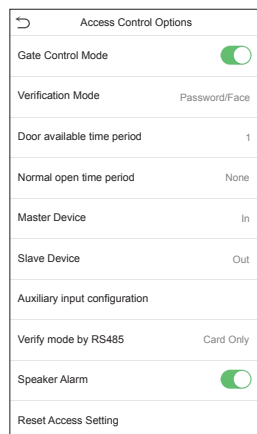 Access Control Options
Gate Control Mode
Verification Mode Password/Face
Door available time period 1
Normal open time period None
Master Device In
Slave Device Out
Auxiliary input configuration
Verify mode by RS485 Card Only
Speaker Alarm
Reset Access Setting